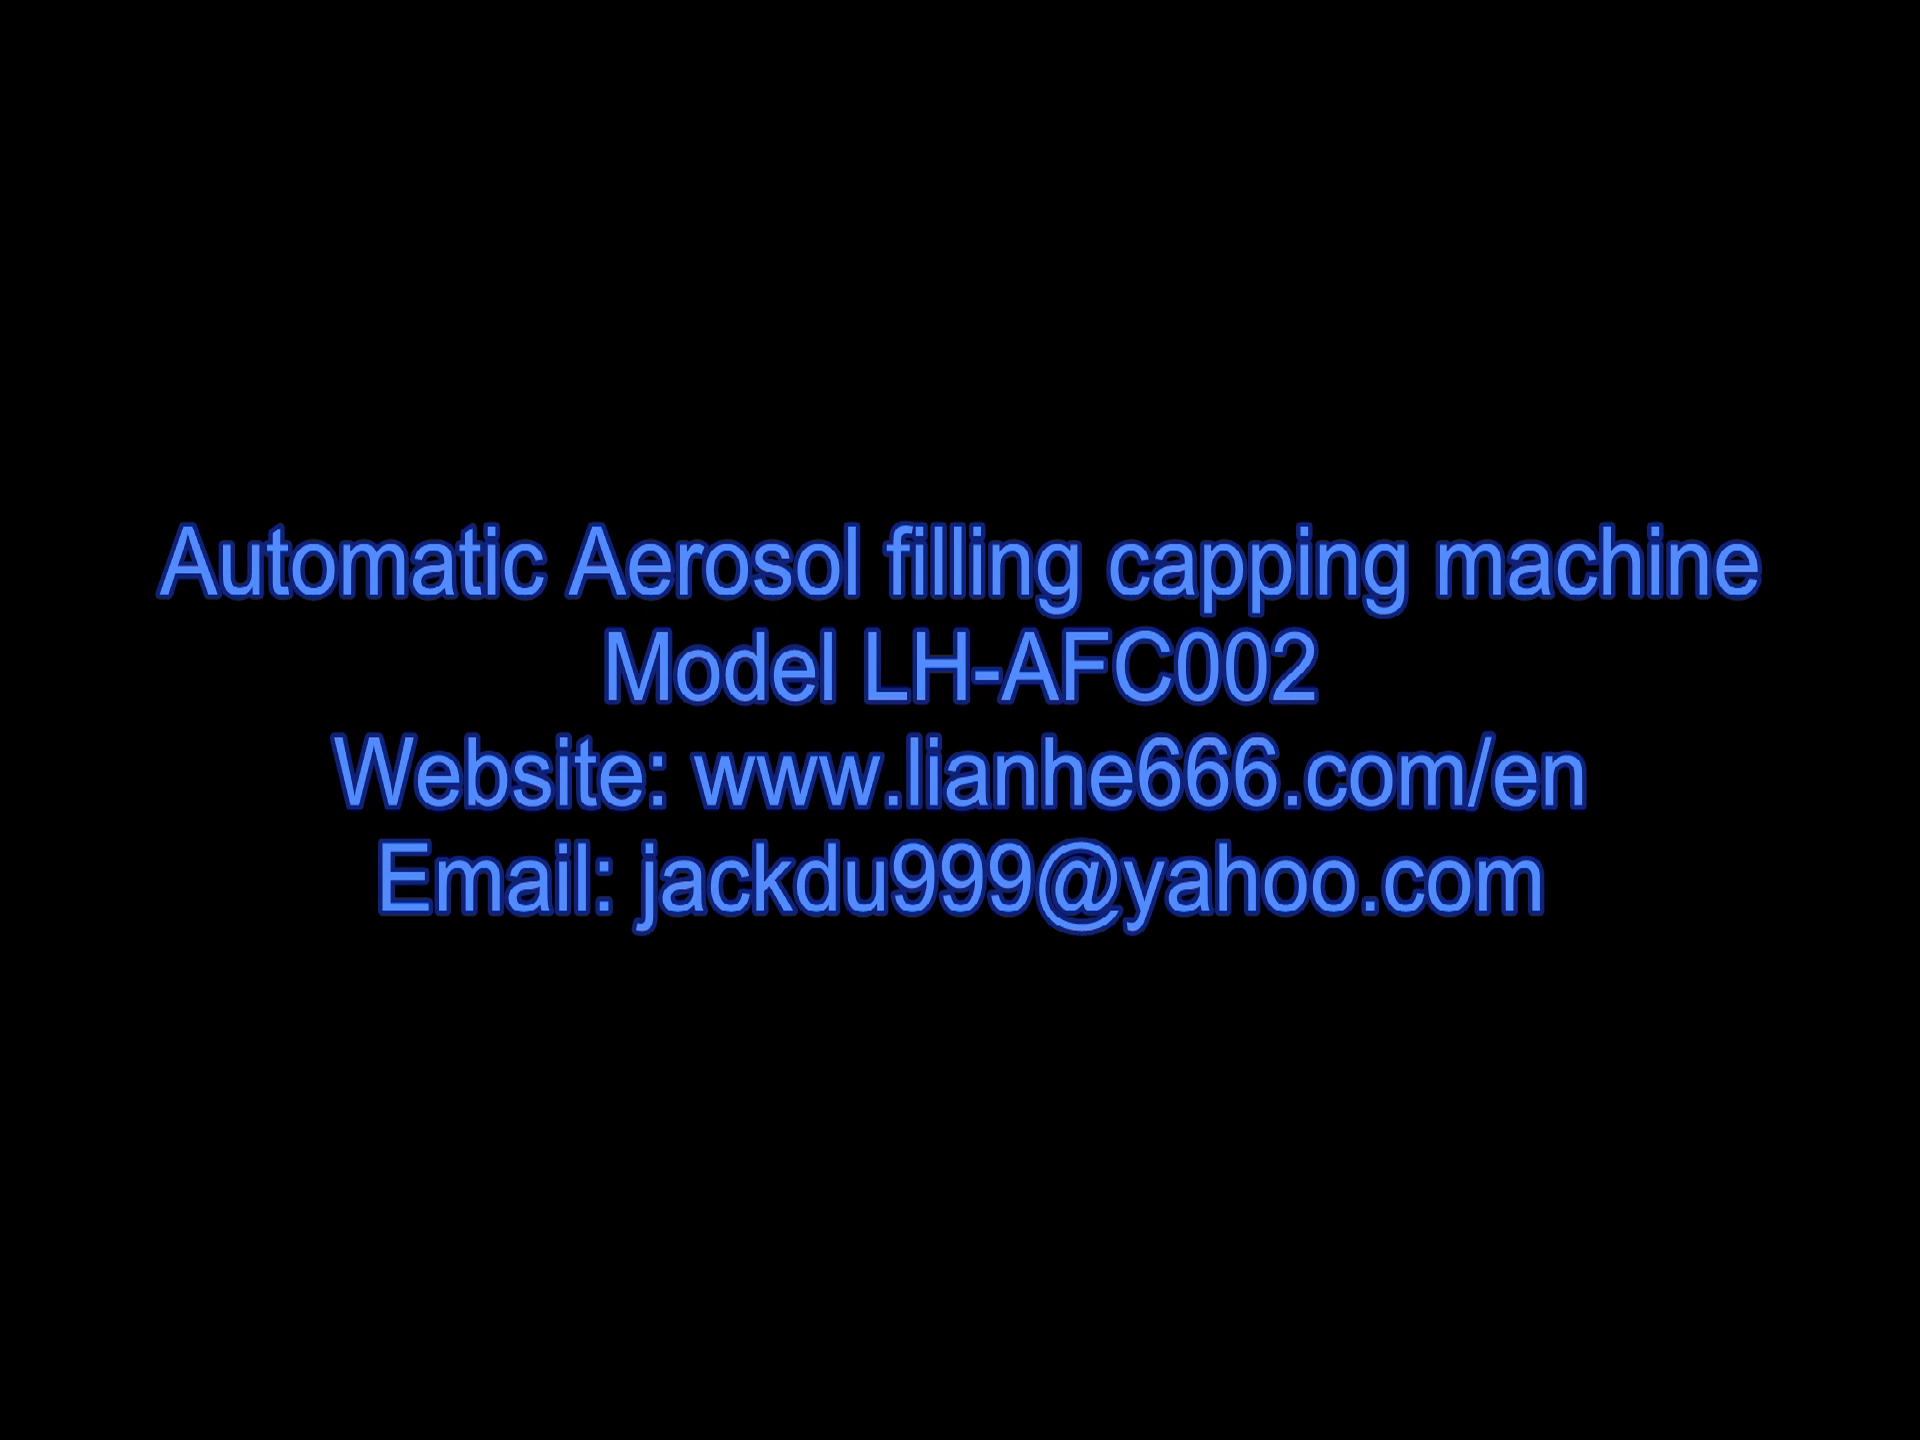 Automatic Aerosol filling capping machine
Model LH-AFC002
Website: www.lianhe666.com/en
Email: jackdu999@yahoo.com